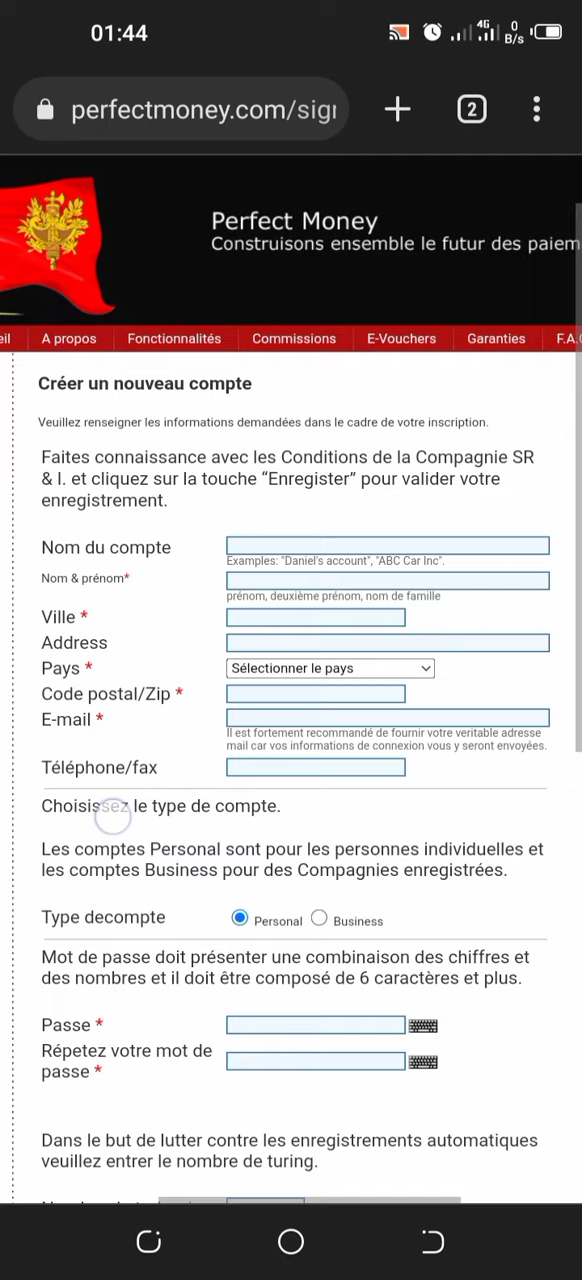 01:44
4G
0
B/s
perfectmoney.com/sig
2
Perfect Money
Construisons ensemble le futur des paiem
eil
A propos
Fonctionnalités
Commissions
E-Vouchers
Garanties
F.A.
Créer un nouveau compte
Veuillez renseigner les informations demandées dans le cadre de votre inscription.
Faites connaissance avec les Conditions de la Compagnie SR
& I. et cliquez sur la touche “Enregister” pour valider votre
enregistrement.
Nom du compte
Examples: "Daniel's account", "ABC Car Inc".
Nom & prénom*
prénom, deuxième prénom, nom de famille
Ville *
Address
Pays *
Sélectionner le pays
Code postal/Zip *
E-mail *
Il est fortement recommandé de fournir votre veritable adresse
mail car vos informations de connexion vous y seront envoyées.
Téléphone/fax
Choisissez le type de compte.
Les comptes Personal sont pour les personnes individuelles et
les comptes Business pour des Compagnies enregistrées.
Type decompte
Personal
Business
Mot de passe doit présenter une combinaison des chiffres et
des nombres et il doit être composé de 6 caractères et plus.
Passe *
Répetez votre mot de
passe *
Dans le but de lutter contre les enregistrements automatiques
veuillez entrer le nombre de turing.